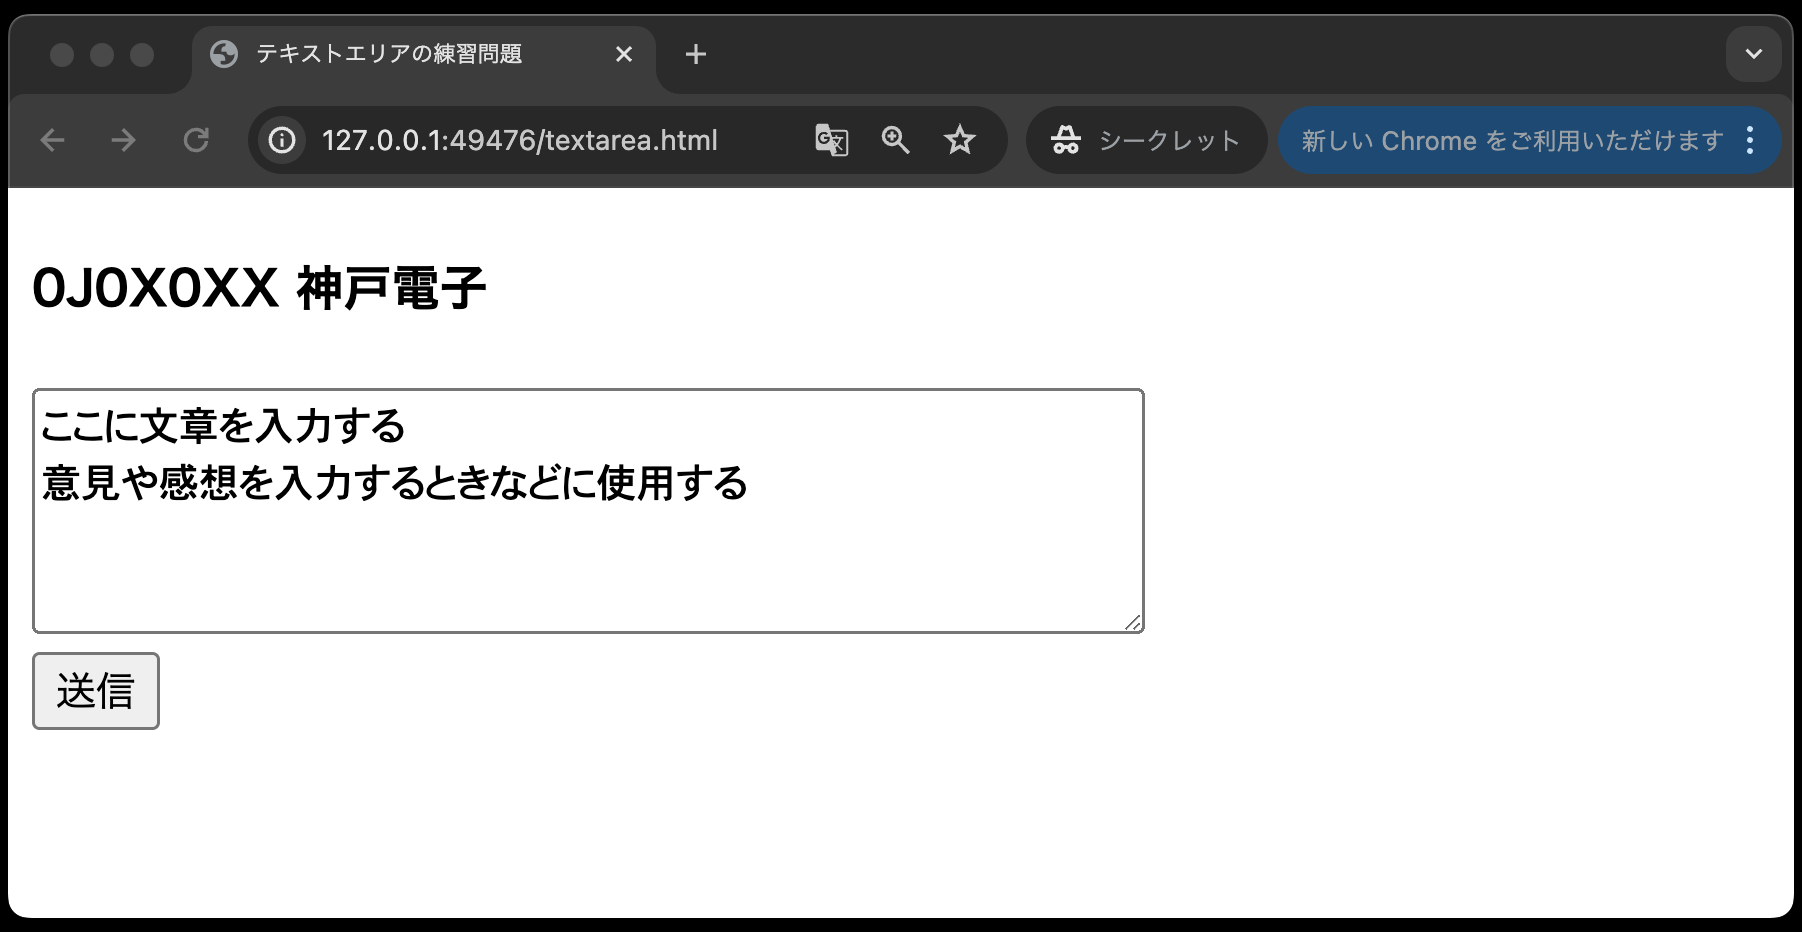 テキストエリアの練習問題
127.0.0.1:49476/textarea.html
シークレット
新しい Chrome をご利用いただけます
0J0X0XX 神戸電子
ここに文章を入力する
意見や感想を入力するときなどに使用する
送信